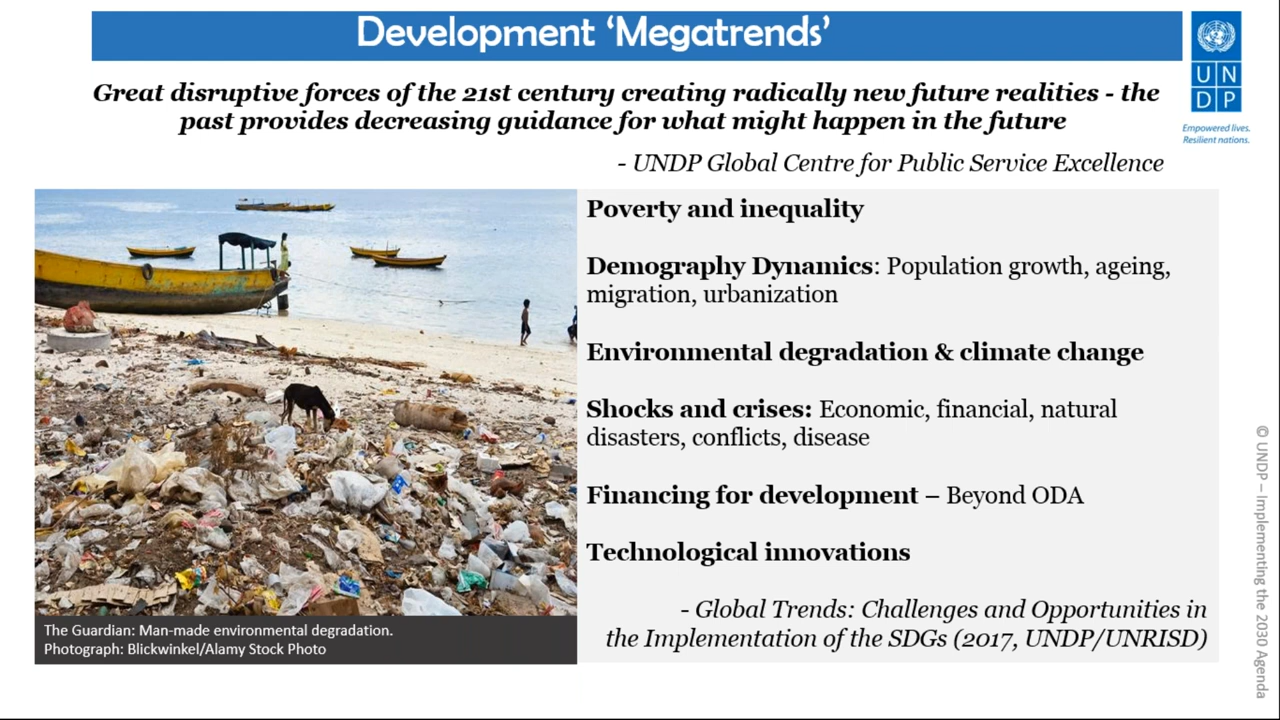 Development ‘Megatrends’
Great disruptive forces of the 21st century creating radically new future realities - the
past provides decreasing guidance for what might happen in the future
- UNDP Global Centre for Public Service Excellence
U N
D P
Empowered lives.
Resilient nations.
Poverty and inequality
Demography Dynamics: Population growth, ageing,
migration, urbanization
Environmental degradation & climate change
Shocks and crises: Economic, financial, natural
disasters, conflicts, disease
Financing for development – Beyond ODA
Technological innovations
- Global Trends: Challenges and Opportunities in
the Implementation of the SDGs (2017, UNDP/UNRISD)
The Guardian: Man-made environmental degradation.
Photograph: Blickwinkel/Alamy Stock Photo
© UNDP – Implementing the 2030 Agenda